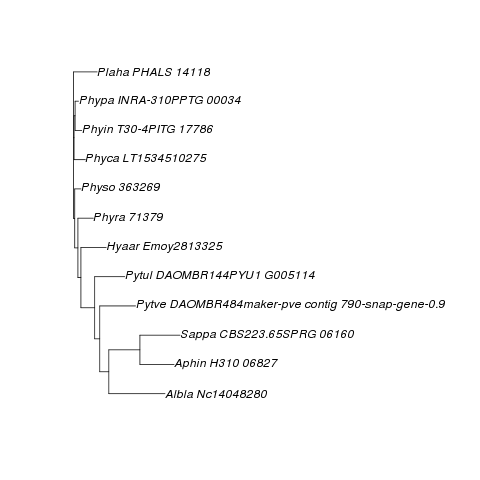 Plaha PHALS 14118
Phypa INRA-310PPTG 00034
Phyin T30-4PITG 17786
Phyca LT1534510275
Physo 363269
Phyra 71379
Hyaar Emoy2813325
Pytul DAOMBR144PYU1 G005114
Pytve DAOMBR484maker-pve contig 790-snap-gene-0.9
Sappa CBS223.65SPRG 06160
Aphin H310 06827
Albla Nc14048280